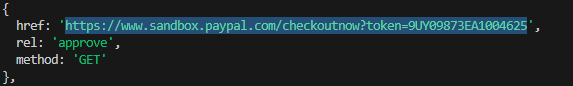 {
href: 'https://www.sandbox.paypal.com/checkoutnow?token=9UY09873EA1004625',
rel: 'approve',
method: 'GET'
},